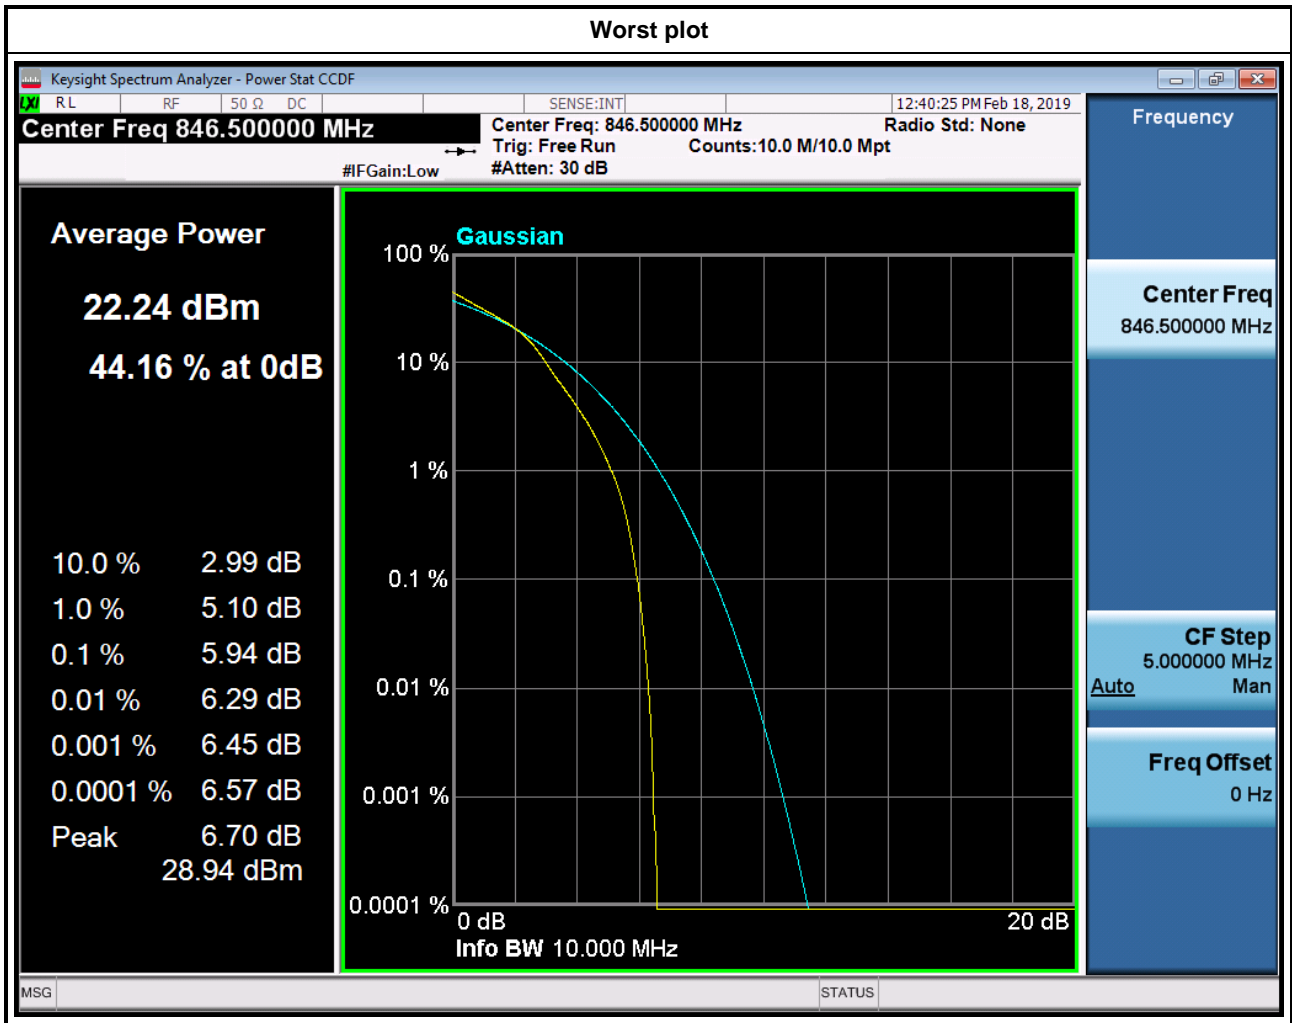 Worst plot
Keysight Spectrum Analyzer - Power Stat CCDF
LXI RL RF 50 Ω DC SENSE:INT 12:40:25 PM Feb 18, 2019
Center Freq 846.500000 MHz
Center Freq: 846.500000 MHz Radio Std: None
Trig: Free Run Counts:10.0 M/10.0 Mpt
#IFGain:Low #Atten: 30 dB
Average Power
22.24 dBm
44.16 % at 0dB
10.0 % 2.99 dB
1.0 % 5.10 dB
0.1 % 5.94 dB
0.01 % 6.29 dB
0.001 % 6.45 dB
0.0001 % 6.57 dB
Peak 6.70 dB
28.94 dBm
Gaussian
100 %
10 %
1 %
0.1 %
0.01 %
0.001 %
0.0001 %
0 dB 20 dB
Info BW 10.000 MHz
Frequency
Center Freq
846.500000 MHz
CF Step
5.000000 MHz
Auto Man
Freq Offset
0 Hz
MSG STATUS